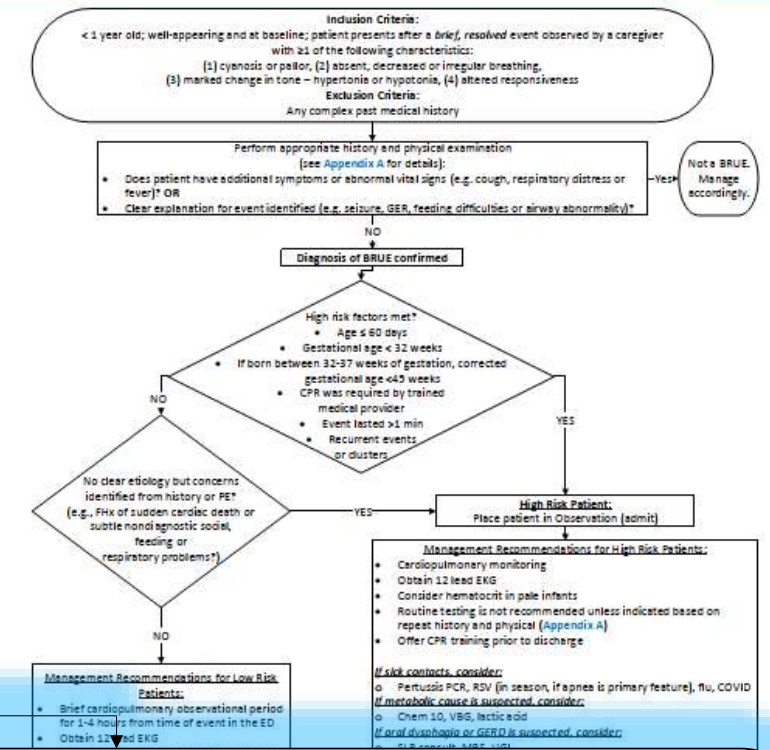 Inclusion Criteria:
< 1 year old; well-appearing and at baseline; patient presents after a brief, resolved event observed by a caregiver
with ≥1 of the following characteristics:
(1) cyanosis or pallor, (2) absent, decreased or irregular breathing,
(3) marked change in tone – hypertonia or hypotonia, (4) altered responsiveness
Exclusion Criteria:
Any complex past medical history
Perform appropriate history and physical examination
(see Appendix A for details):
• Does patient have additional symptoms or abnormal vital signs (e.g. cough, respiratory distress or
fever)? OR
• Clear explanation for event identified (e.g. seizure, GER, feeding difficulties or airway abnormality)?
Yes
Not a BRUE.
Manage
accordingly.
NO
Diagnosis of BRUE confirmed
High risk factors met?
• Age ≤ 60 days
• Gestational age < 32 weeks
• If born between 32-37 weeks of gestation, corrected
gestational age <45 weeks
• CPR was required by trained
medical provider
• Event lasted >1 min
• Recurrent events
or clusters
NO
YES
No clear etiology but concerns
identified from history or PE?
(e.g., FHx of sudden cardiac death or
subtle nondiagnostic social,
feeding or
respiratory problems?)
YES
High Risk Patient:
Place patient in Observation (admit)
Management Recommendations for High Risk Patients:
• Cardiopulmonary monitoring
• Obtain 12 lead EKG
• Consider hematocrit in pale infants
• Routine testing is not recommended unless indicated based on
repeat history and physical (Appendix A)
• Offer CPR training prior to discharge
If sick contacts, consider:
o Pertussis PCR, RSV (in season, if apnea is primary feature), flu, COVID
If metabolic cause is suspected, consider:
o Chem 10, VBG, lactic acid
If oral dysphagia or GERD is suspected, consider:
o SLP consult, MBS, UGI
NO
Management Recommendations for Low Risk
Patients:
• Brief cardiopulmonary observational period
for 1-4 hours from time of event in the ED
• Obtain 12 lead EKG